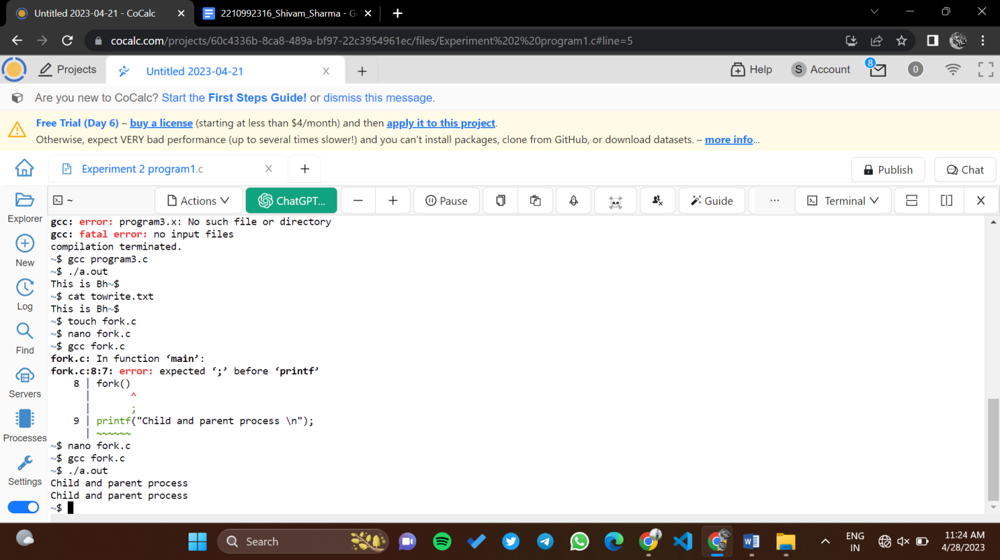 Untitled 2023-04-21 - CoCalc
2210992316_Shivam_Sharma - G
cocalc.com/projects/60c4336b-8ca8-489a-bf97-22c3954961ec/files/Experiment%202%20program1.c#line=5
Projects
Untitled 2023-04-21
Help
S Account
8
0
Are you new to CoCalc? Start the First Steps Guide! or dismiss this message.
Free Trial (Day 6) – buy a license (starting at less than $4/month) and then apply it to this project.
Otherwise, expect VERY bad performance (up to several times slower!) and you can't install packages, clone from GitHub, or download datasets. – more info...
Experiment 2 program1.c
Publish
Chat
~
Actions
ChatGPT...
Pause
Guide
...
Terminal
Explorer
New
Log
Find
Servers
Processes
Settings
gcc: error: program3.x: No such file or directory
gcc: fatal error: no input files
compilation terminated.
~$ gcc program3.c
~$ ./a.out
This is Bh~$
~$ cat towrite.txt
This is Bh~$
~$ touch fork.c
~$ nano fork.c
~$ gcc fork.c
fork.c: In function ‘main’:
fork.c:8:7: error: expected ‘;’ before ‘printf’
8 | fork()
| ^
| ;
9 | printf("Child and parent process \n");
| ~~~~~~
~$ nano fork.c
~$ gcc fork.c
~$ ./a.out
Child and parent process
Child and parent process
~$
Search
ENG
IN
11:24 AM
4/28/2023